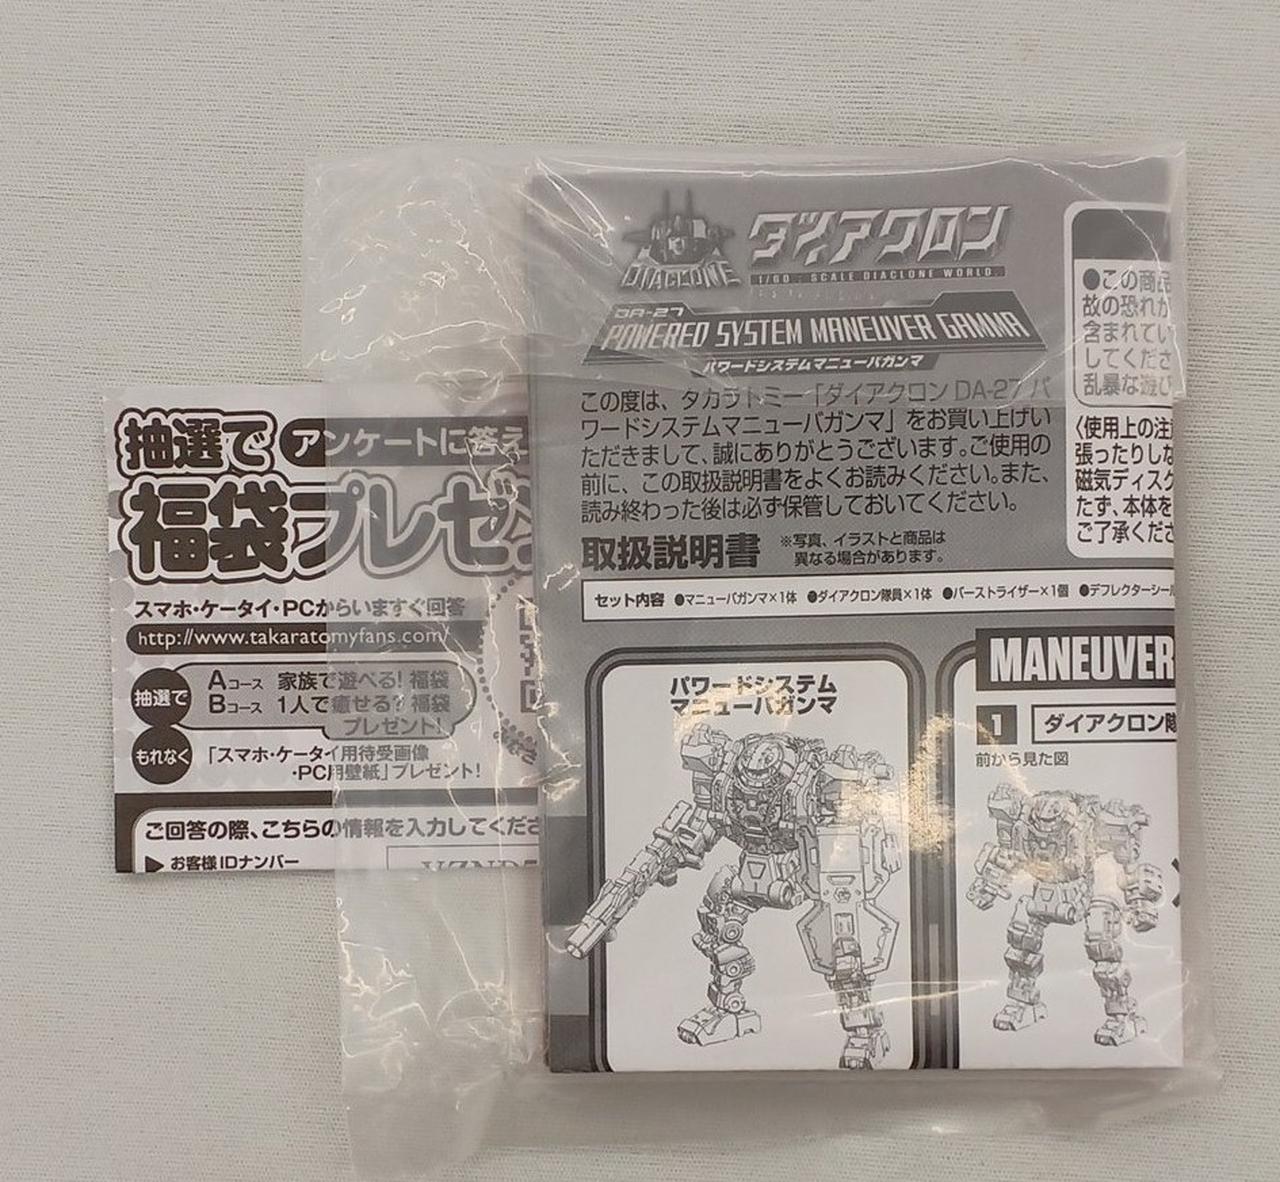 抽選で アンケートに答え
福袋プレゼン
スマホ・ケータイ・PCからいますぐ回答
http://www.takaratomyfans.com/
抽選で
Aコース 家族で遊べる! 福袋
Bコース 1人で癒せる? 福袋
プレゼント!
もれなく
「スマホ・ケータイ用待受画像
・PC用壁紙」プレゼント!
ご回答の際、こちらの情報を入力してくださ
▶ お客様IDナンバー
DIACLONE
ダイアクロン
1/60 : SCALE DIACLONE WORLD
DA-27
POWERED SYSTEM MANEUVER GAMMA
パワードシステムマニューバガンマ
この度は、タカラトミー「ダイアクロン DA-27 パ
ワードシステムマニューバガンマ」をお買い上げい
ただきまして、誠にありがとうございます。ご使用の
前に、この取扱説明書をよくお読みください。また、
読み終わった後は必ず保管しておいてください。
取扱説明書
※写真、イラストと商品は
異なる場合があります。
●この商品
故の恐れが
含まれてい
してくださ
乱暴な遊び
〈使用上の注
張ったりしな
磁気ディスク
たず、本体を
ご了承くださ
セット内容 ●マニューバガンマ×1体 ●ダイアクロン隊員×1体 ●バーストライザー×1個 ●デフレクターシー
パワードシステム
マニューバガンマ
MANEUVER
1 ダイアクロン隊
前から見た図